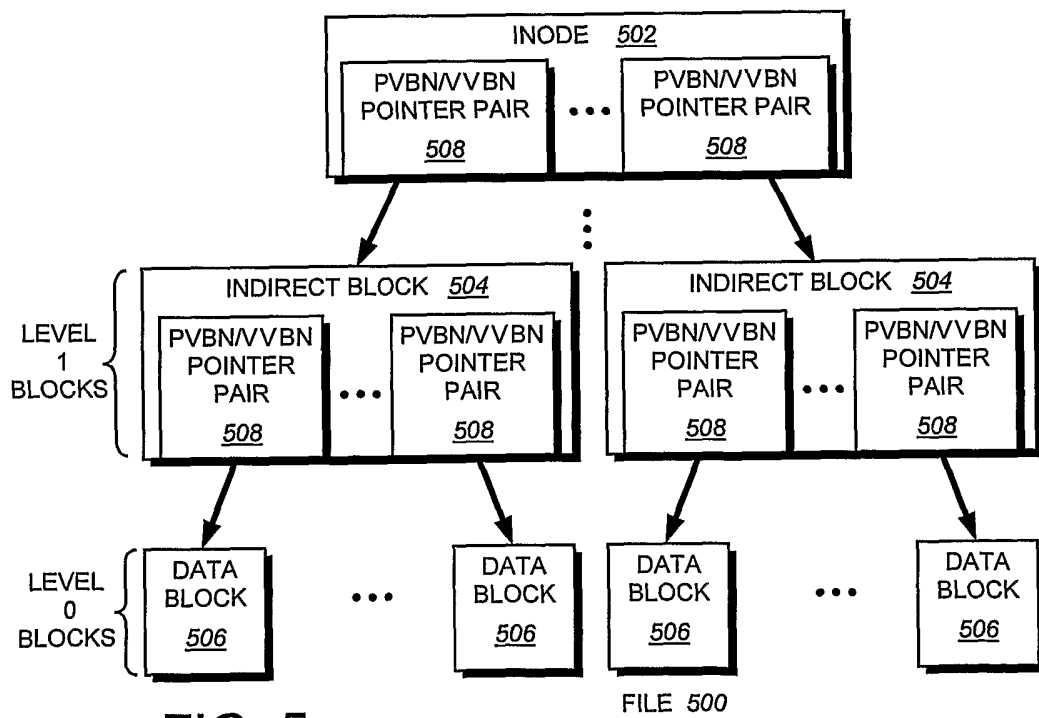 INODE 502
PVBN/VVBN
POINTER PAIR
508
PVBN/VVBN
POINTER PAIR
508
LEVEL
1
BLOCKS
INDIRECT BLOCK 504
PVBN/VVBN
POINTER
PAIR
508
PVBN/VVBN
POINTER
PAIR
508
INDIRECT BLOCK 504
PVBN/VVBN
POINTER
PAIR
508
PVBN/VVBN
POINTER
PAIR
508
LEVEL
0
BLOCKS
DATA
BLOCK
506
DATA
BLOCK
506
DATA
BLOCK
506
DATA
BLOCK
506
FILE 500